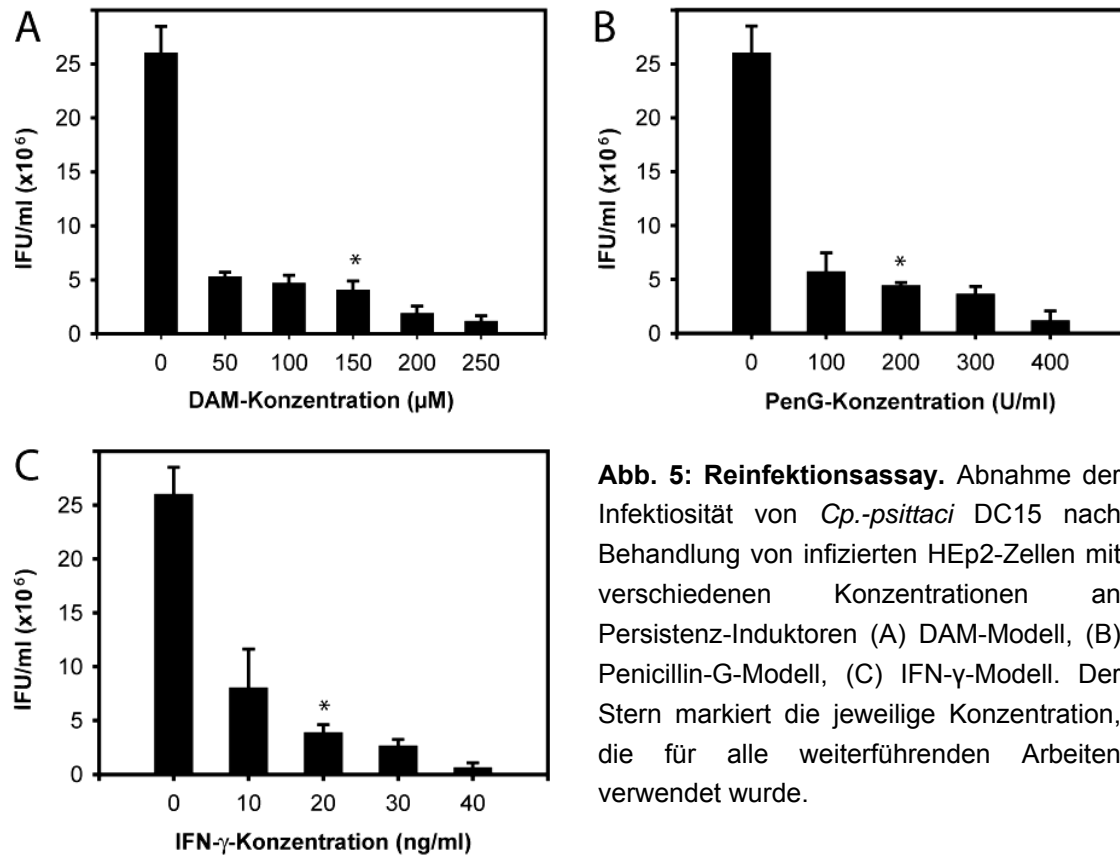 A
IFU/ml (x10⁶)
25
20
15
10
5
0
*
0 50 100 150 200 250
DAM-Konzentration (µM)
B
IFU/ml (x10⁶)
25
20
15
10
5
0
*
0 100 200 300 400
PenG-Konzentration (U/ml)
C
IFU/ml (x10⁶)
25
20
15
10
5
0
*
0 10 20 30 40
IFN-γ-Konzentration (ng/ml)
Abb. 5: Reinfektionsassay. Abnahme der
Infektiosität von Cp.-psittaci DC15 nach
Behandlung von infizierten HEp2-Zellen mit
verschiedenen Konzentrationen an
Persistenz-Induktoren (A) DAM-Modell, (B)
Penicillin-G-Modell, (C) IFN-γ-Modell. Der
Stern markiert die jeweilige Konzentration,
die für alle weiterführenden Arbeiten
verwendet wurde.